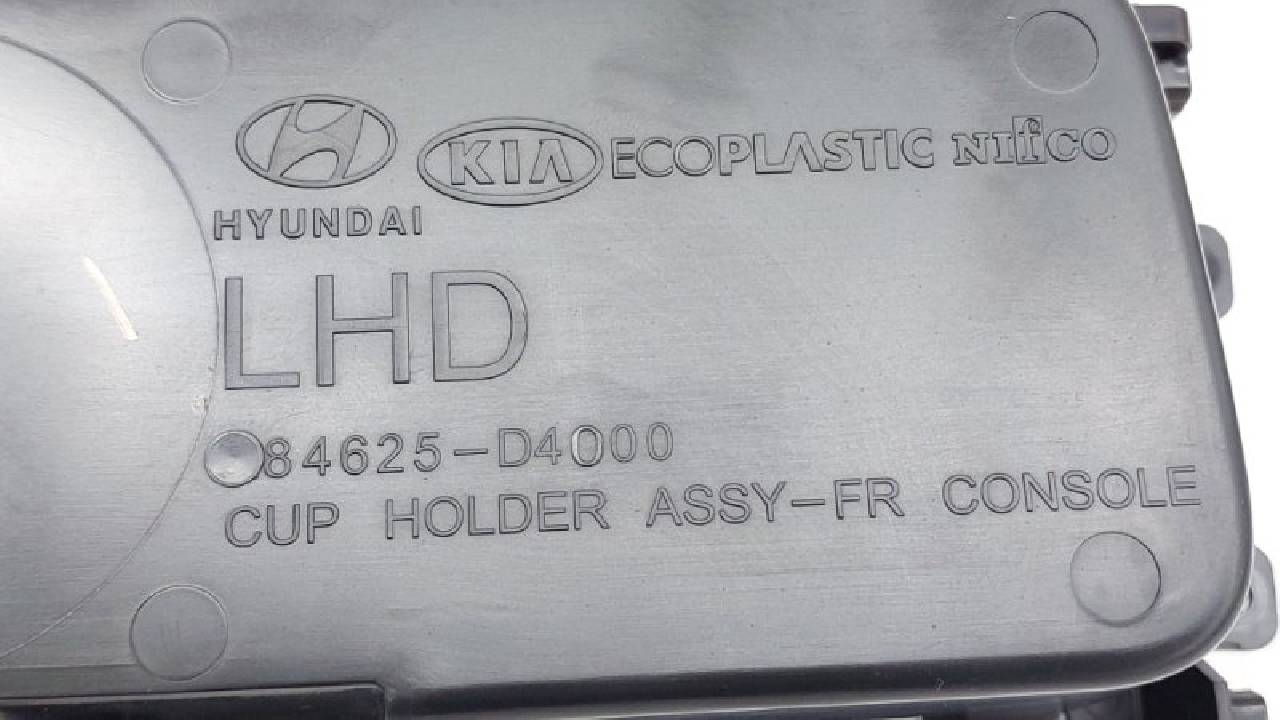 KIA ECOPLASTIC NIfCO
HYUNDAI
LHD
84625-D4000
CUP HOLDER ASSY-FR CONSOLE